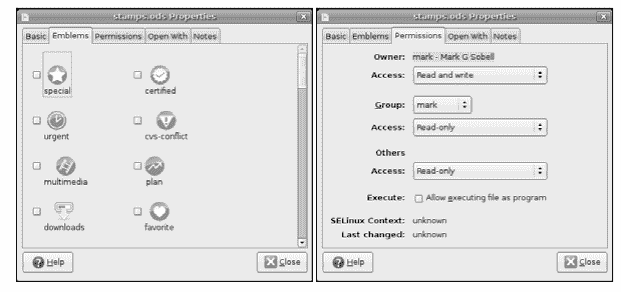 stamps.ods Properties
Basic Emblems Permissions Open With Notes
special
certified
urgent
cvs-conflict
multimedia
plan
downloads
favorite
Help
Close
stamps.ods Properties
Basic Emblems Permissions Open With Notes
Owner: mark - Mark G Sobell
Access: Read and write
Group: mark
Access: Read-only
Others
Access: Read-only
Execute: Allow executing file as program
SELinux Context: unknown
Last changed: unknown
Help
Close